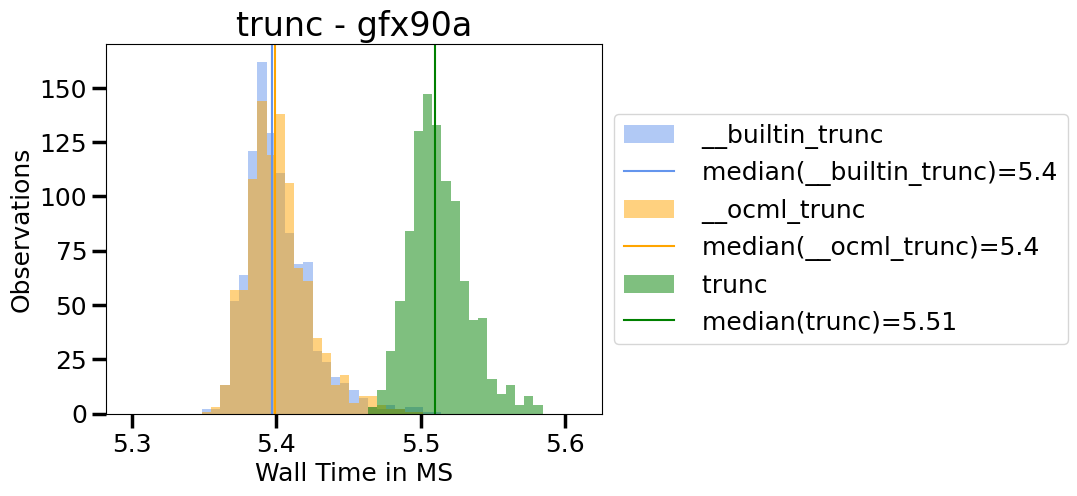 trunc - gfx90a
150
125
100
75
50
25
0
Observations
5.3 5.4 5.5 5.6
Wall Time in MS
__builtin_trunc
median(__builtin_trunc)=5.4
__ocml_trunc
median(__ocml_trunc)=5.4
trunc
median(trunc)=5.51